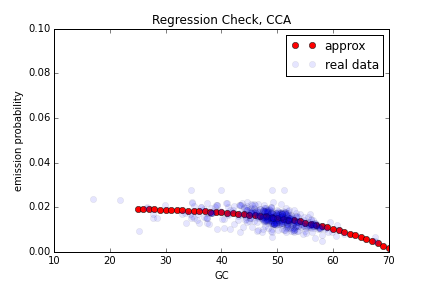 Regression Check, CCA
0.10
approx
real data
0.08
0.06
0.04
0.02
0.00
emission probability
10 20 30 40 50 60 70
GC